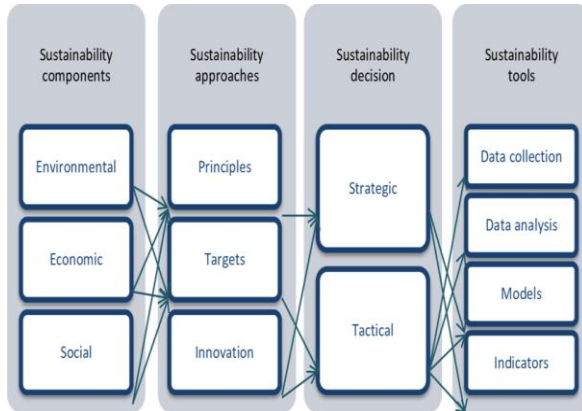 Sustainability
components
Sustainability
approaches
Sustainability
decision
Sustainability
tools
Environmental
Economic
Social
Principles
Targets
Innovation
Strategic
Tactical
Data collection
Data analysis
Models
Indicators